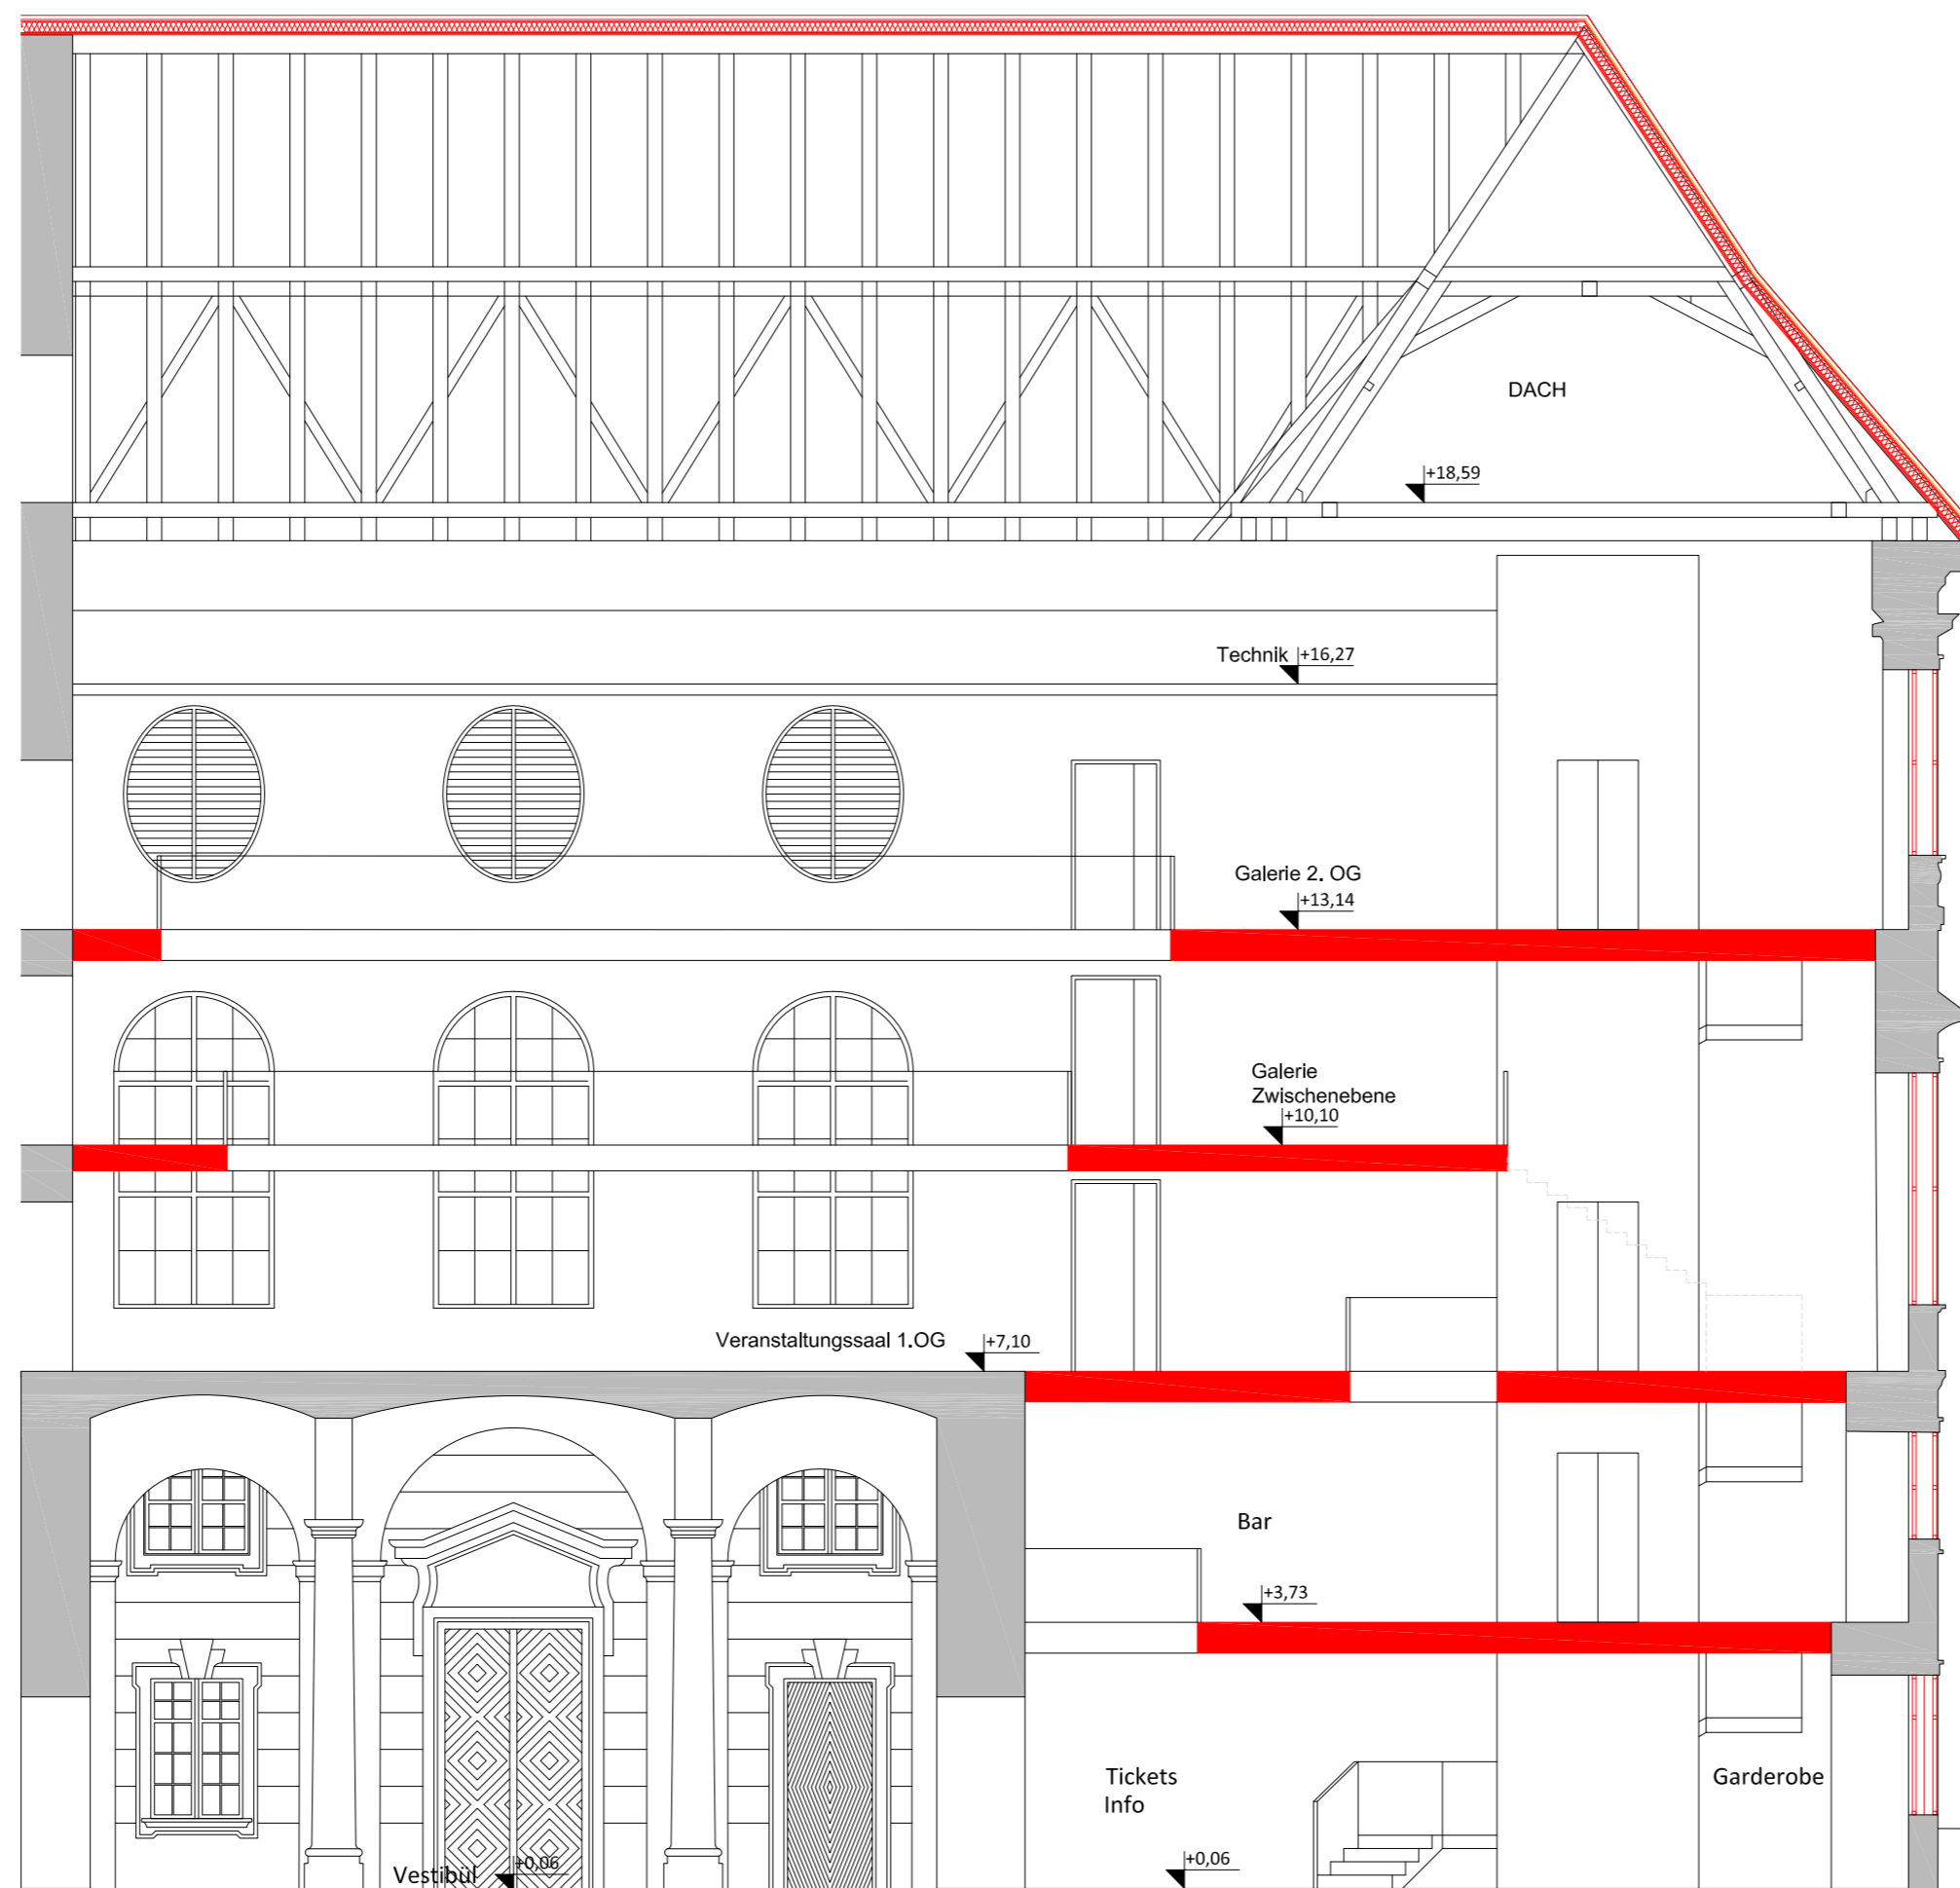 DACH
+18,59
Technik +16,27
Galerie 2. OG
+13,14
Galerie
Zwischenebene
+10,10
Veranstaltungssaal 1.OG +7,10
Bar
+3,73
Tickets
Info
Garderobe
Vestibül +0,06
+0,06